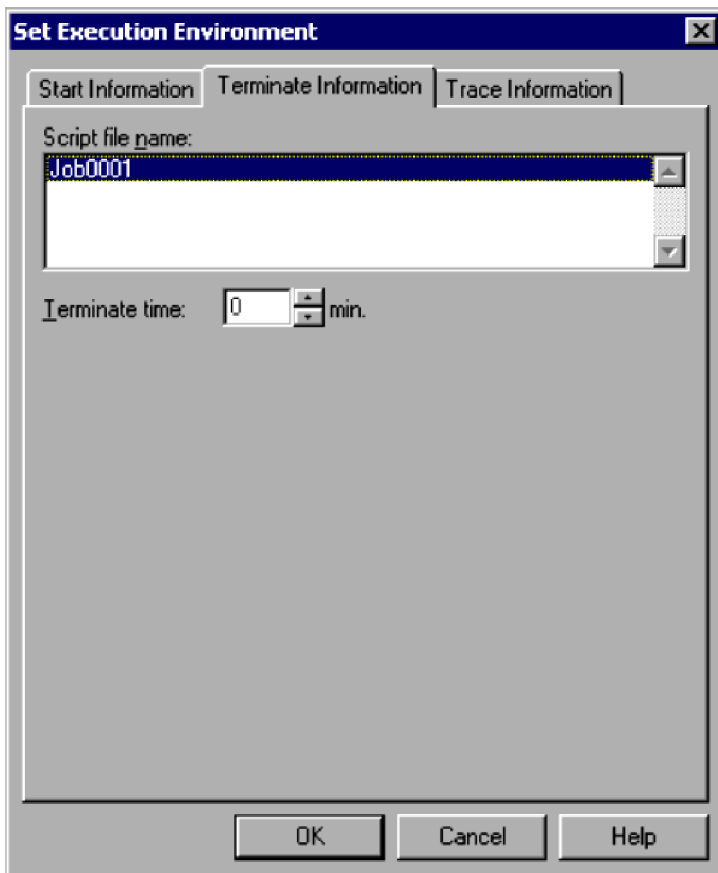 Set Execution Environment
Start Information Terminate Information Trace Information
Script file name:
Job0001
Terminate time: 0 min.
OK Cancel Help